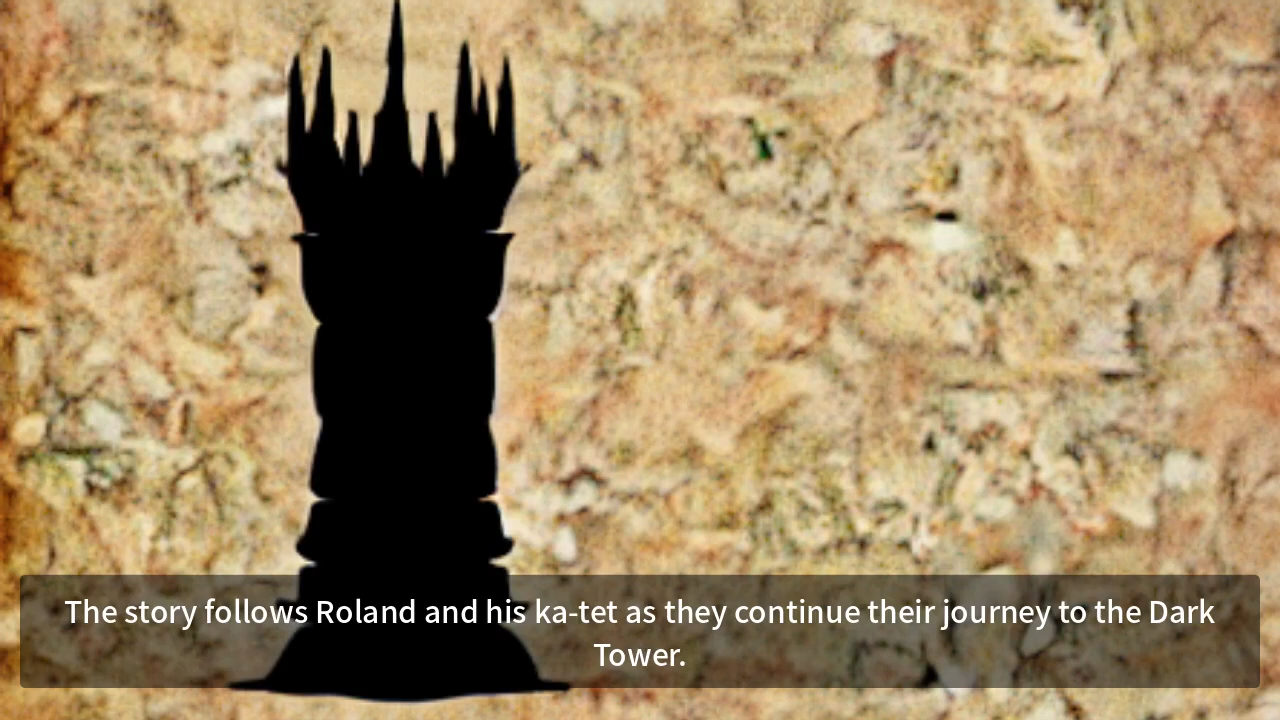 The story follows Roland and his ka-tet as they continue their journey to the Dark
Tower.